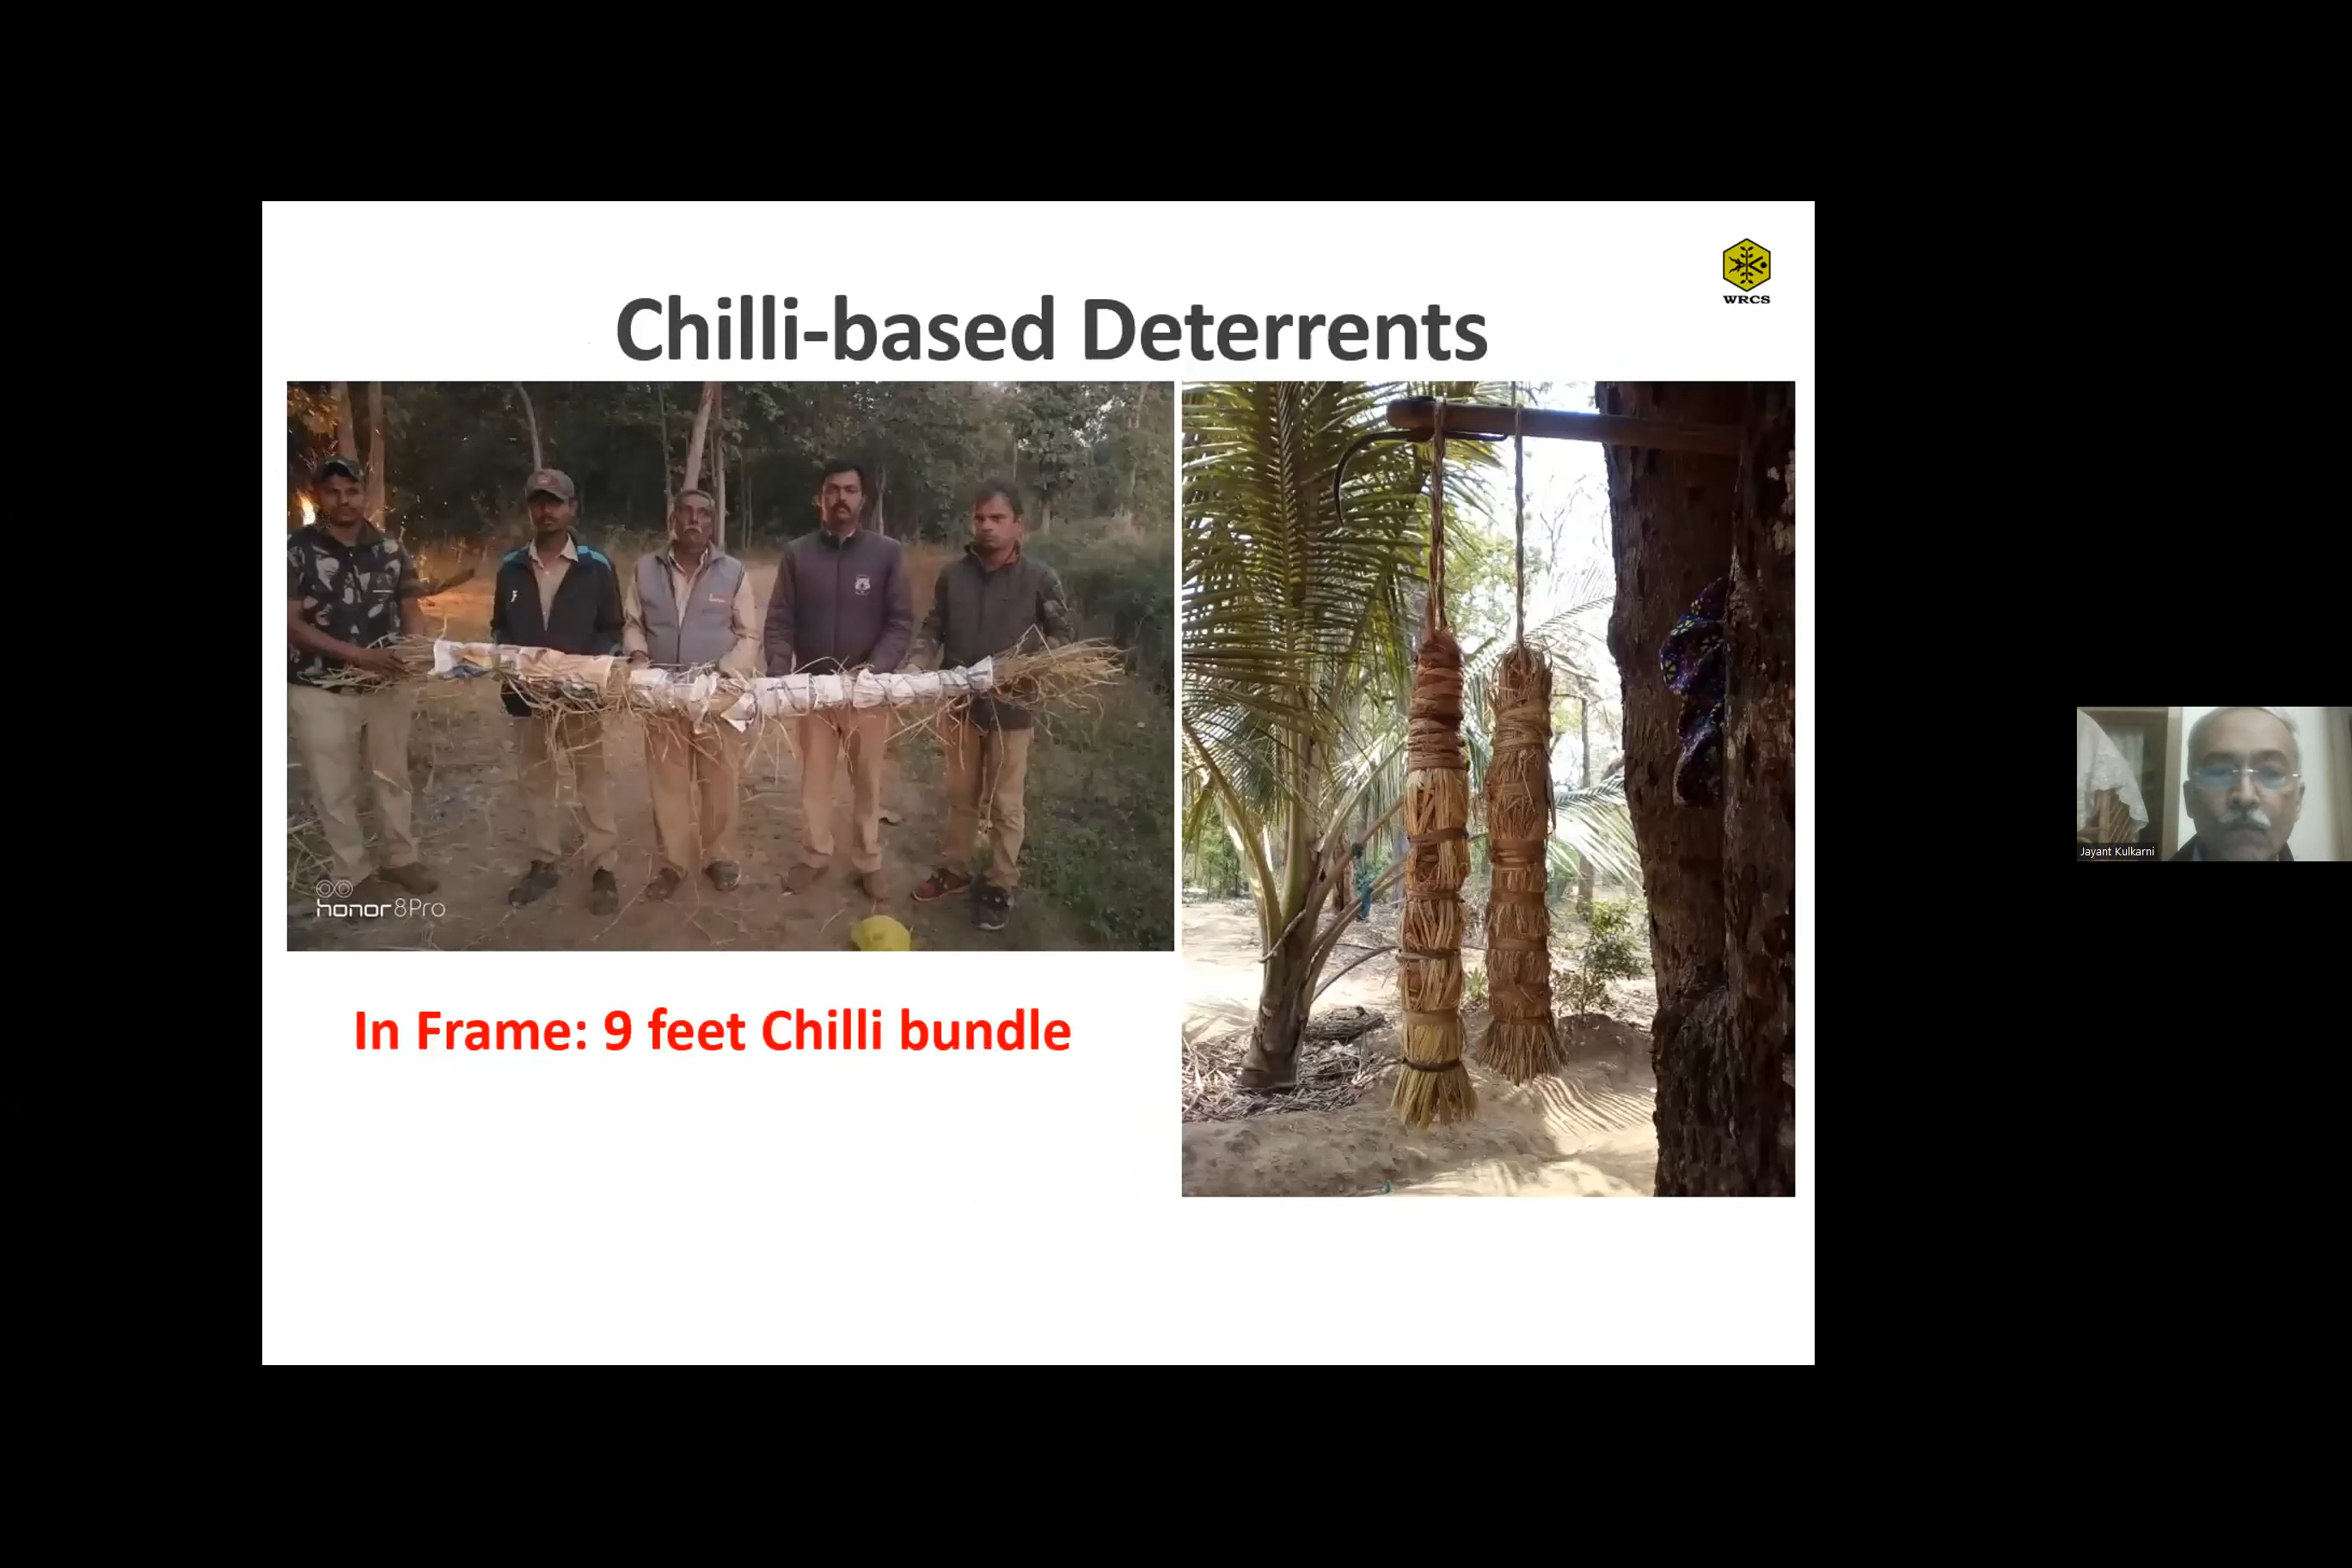 WRCS
Chilli-based Deterrents
honor 8Pro
In Frame: 9 feet Chilli bundle
Jayant Kulkarni